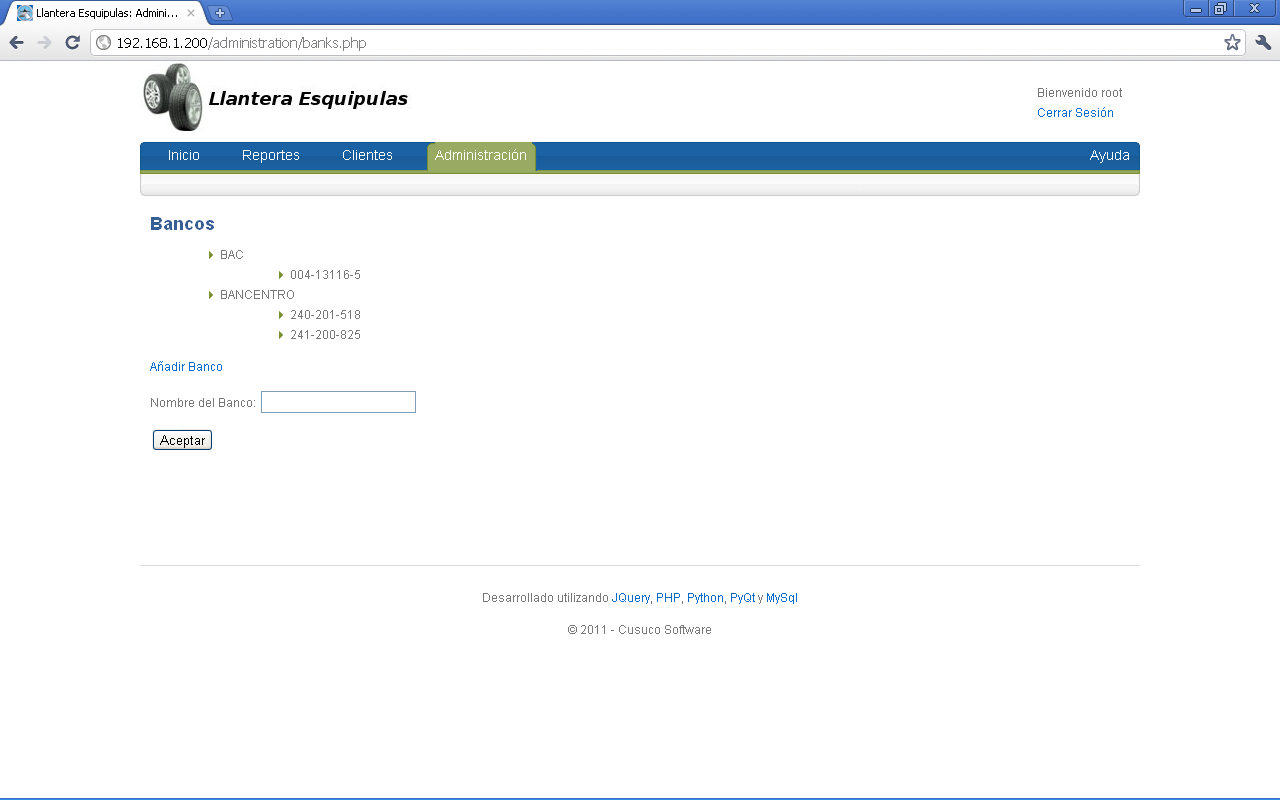 Llantera Esquipulas: Admini...
192.168.1.200/administration/banks.php
Llantera Esquipulas
Bienvenido root
Cerrar Sesión
Inicio Reportes Clientes Administración Ayuda
Bancos
BAC
004-13116-5
BANCENTRO
240-201-518
241-200-825
Añadir Banco
Nombre del Banco:
Aceptar
Desarrollado utilizando JQuery, PHP, Python, PyQt y MySql
© 2011 - Cusuco Software